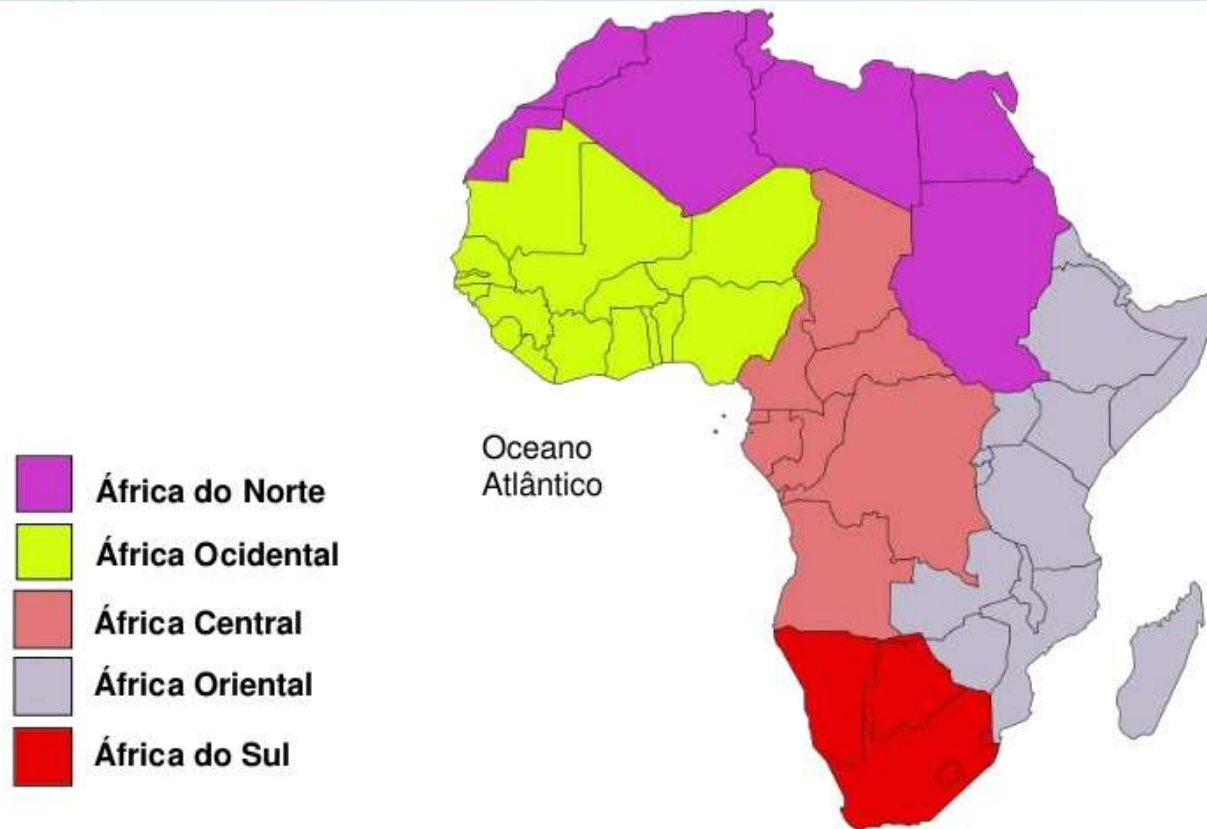 Oceano
Atlântico
África do Norte
África Ocidental
África Central
África Oriental
África do Sul